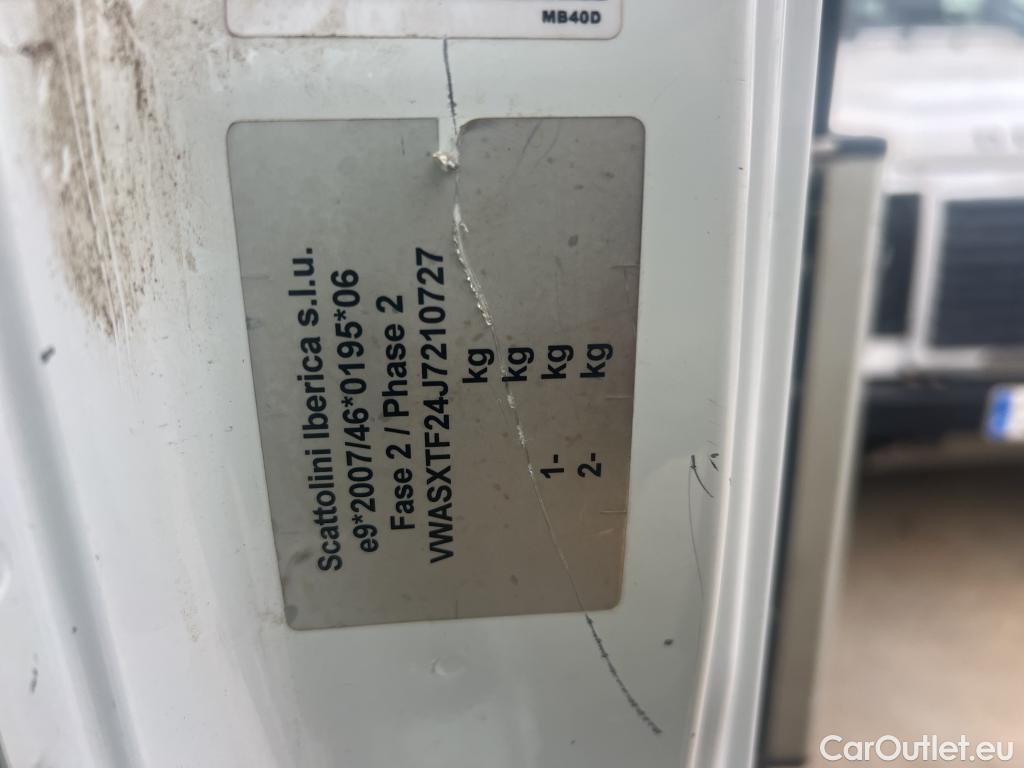 MB40D
Scattolini Iberica s.l.u.
e9*2007/46*0195*06
Fase 2 / Phase 2
VWASXTF24J7210727
kg
kg
1- kg
2- kg
CarOutlet.eu